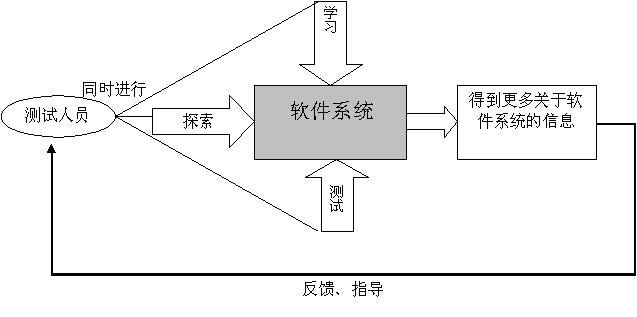 学习
同时进行
测试人员
探索
软件系统
得到更多关于软
件系统的信息
测试
反馈、指导